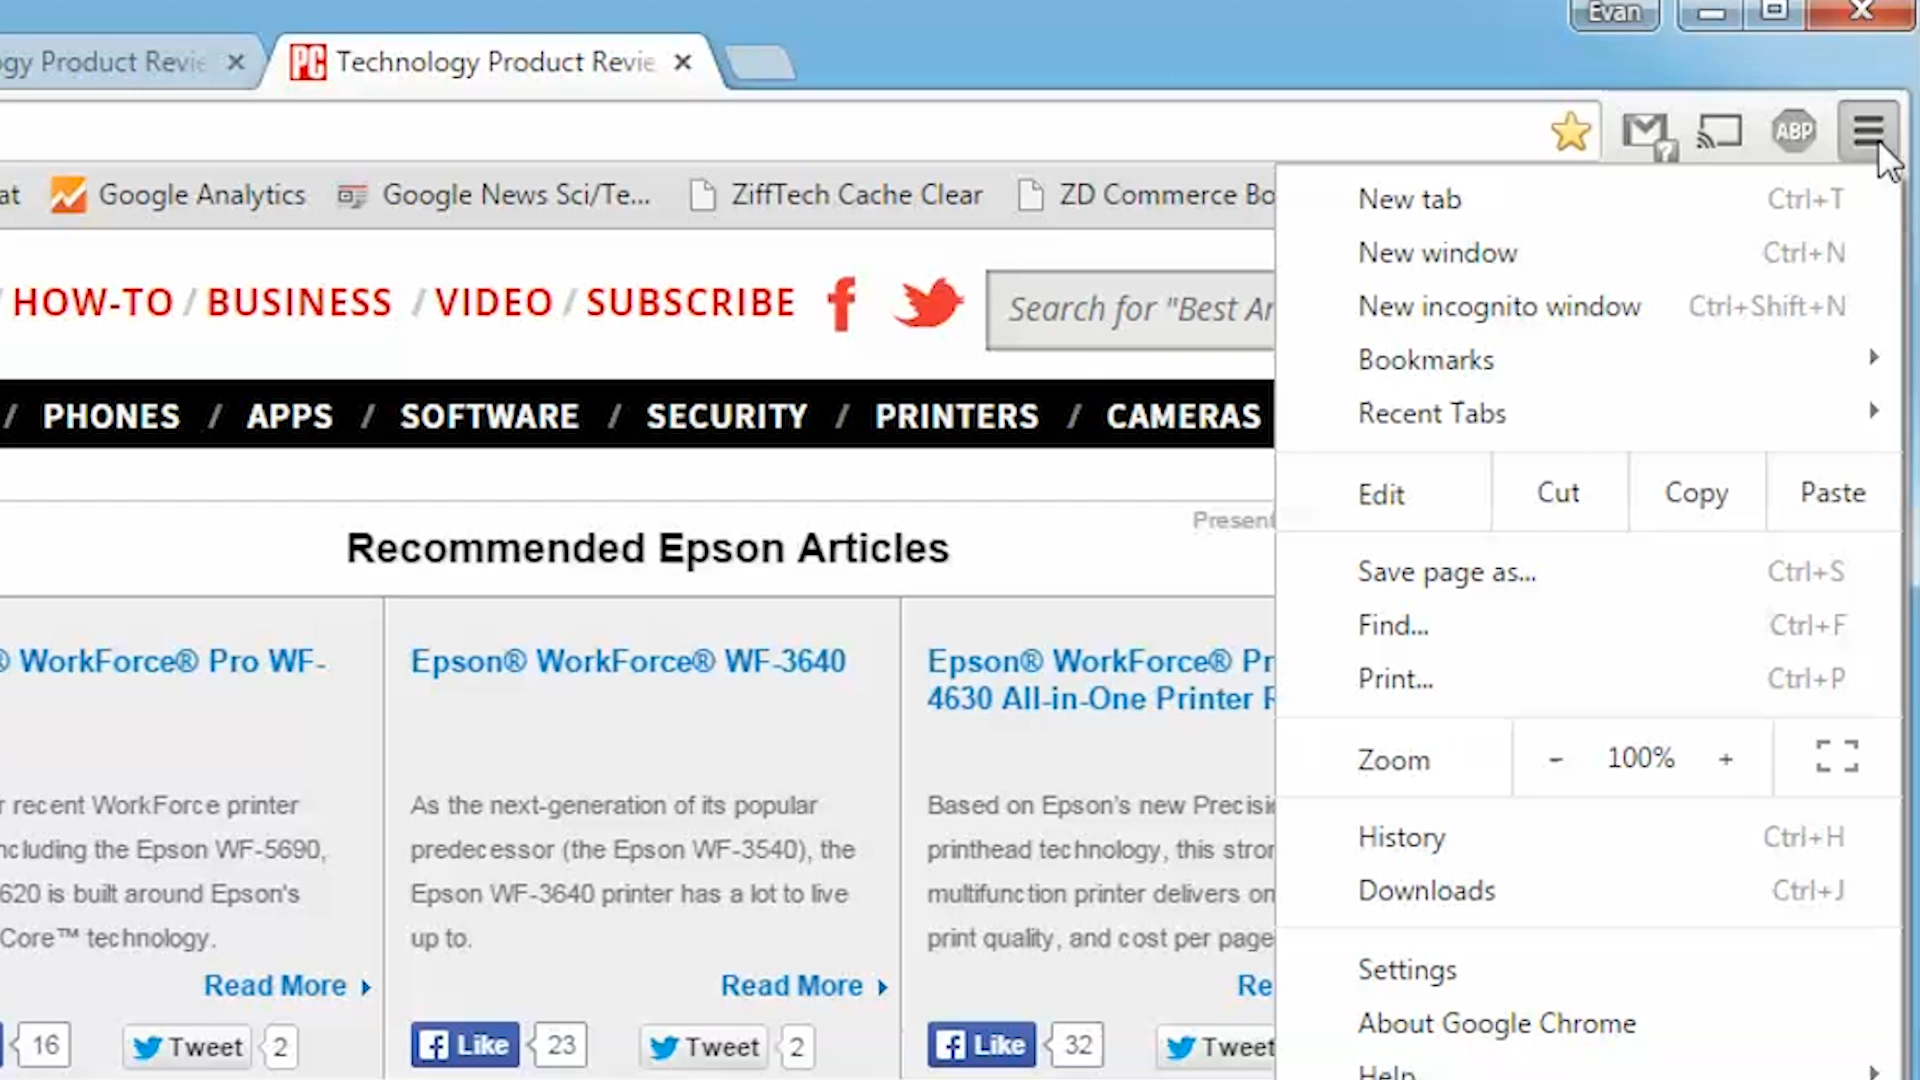 Evan
gy Product Revie
PC Technology Product Revie
ABP
at Google Analytics Google News Sci/Te... ZiffTech Cache Clear ZD Commerce Bo
/ HOW-TO / BUSINESS / VIDEO / SUBSCRIBE
Search for "Best Ar
/ PHONES / APPS / SOFTWARE / SECURITY / PRINTERS / CAMERAS
Present
Recommended Epson Articles
® WorkForce® Pro WF-
r recent WorkForce printer
ncluding the Epson WF-5690,
620 is built around Epson's
Core™ technology.
Read More
16 Tweet 2
Epson® WorkForce® WF-3640
As the next-generation of its popular
predecessor (the Epson WF-3540), the
Epson WF-3640 printer has a lot to live
up to.
Read More
Like 23 Tweet 2
Epson® WorkForce® Pr
4630 All-in-One Printer R
Based on Epson's new Precisi
printhead technology, this stror
multifunction printer delivers on
print quality, and cost per page
Re
Like 32 Tweet
New tab Ctrl+T
New window Ctrl+N
New incognito window Ctrl+Shift+N
Bookmarks
Recent Tabs
Edit Cut Copy Paste
Save page as... Ctrl+S
Find... Ctrl+F
Print... Ctrl+P
Zoom - 100% +
History Ctrl+H
Downloads Ctrl+J
Settings
About Google Chrome
Help